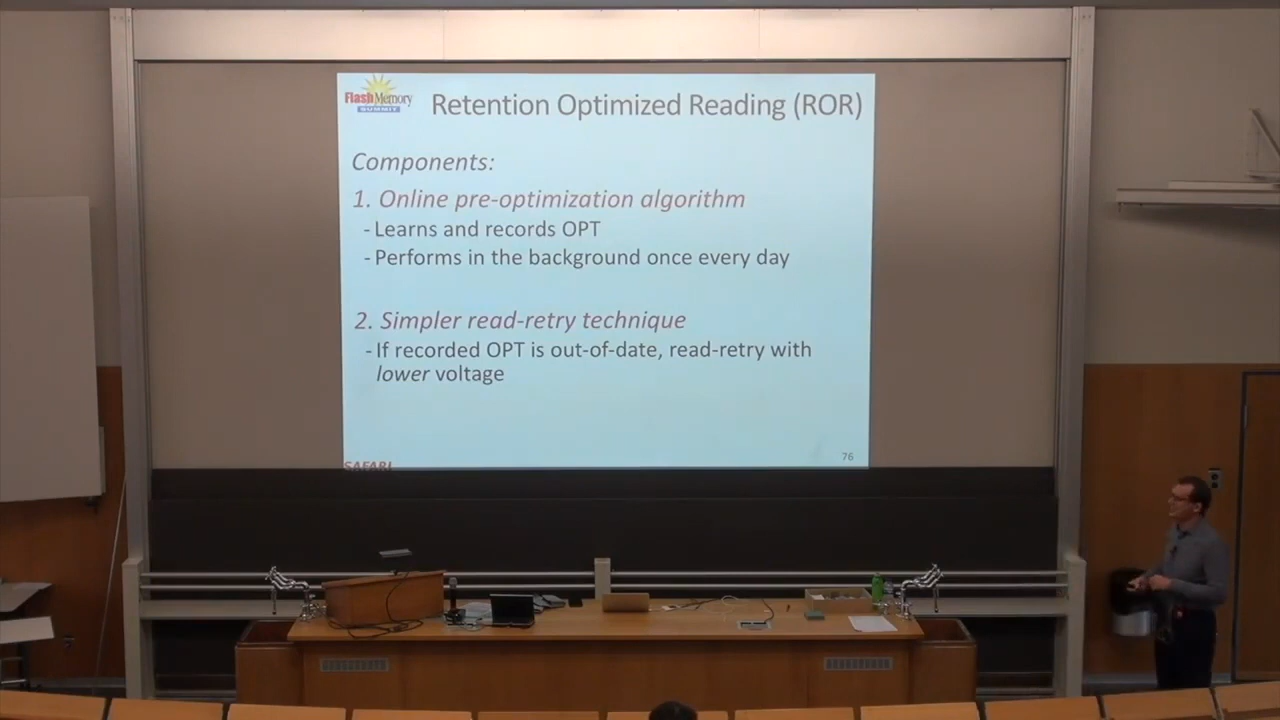 FlashMemory
SUMMIT
Retention Optimized Reading (ROR)
Components:
1. Online pre-optimization algorithm
- Learns and records OPT
- Performs in the background once every day
2. Simpler read-retry technique
- If recorded OPT is out-of-date, read-retry with
lower voltage
SAFARI
76